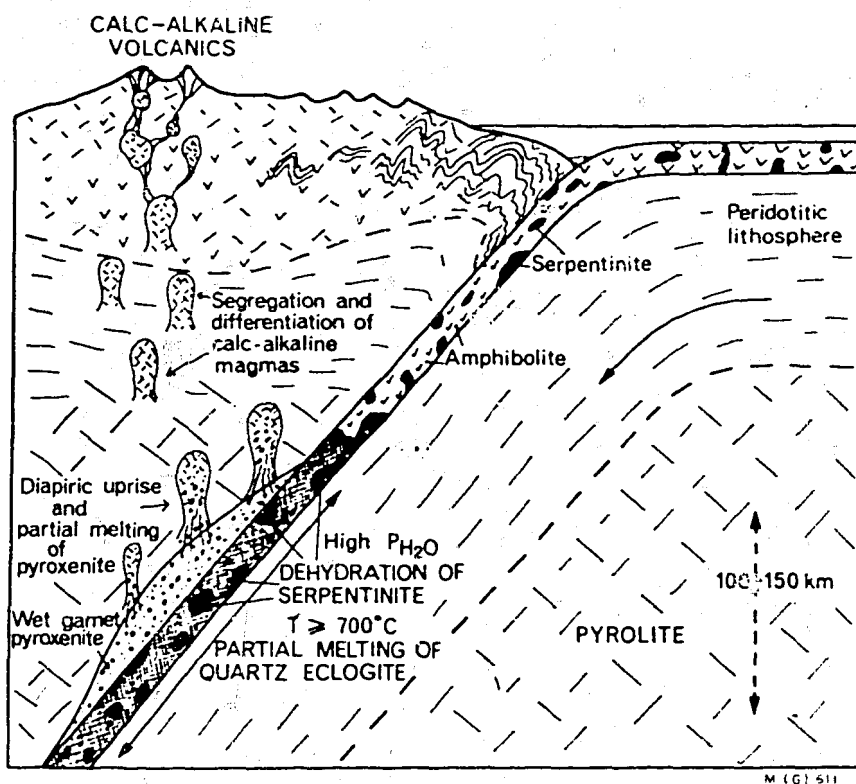 CALC-ALKALINE
VOLCANICS
Peridotitic
lithosphere
Serpentinite
Segregation and
differentiation of
calc-alkaline
magmas
Amphibolite
Diapiric uprise
and
partial melting
of
pyroxenite
High PH₂O
DEHYDRATION OF
SERPENTINITE
T ⩾ 700°C
PARTIAL MELTING OF
QUARTZ ECLOGITE
Wet garnet
pyroxenite
PYROLITE
100-150 km
M (G) 511